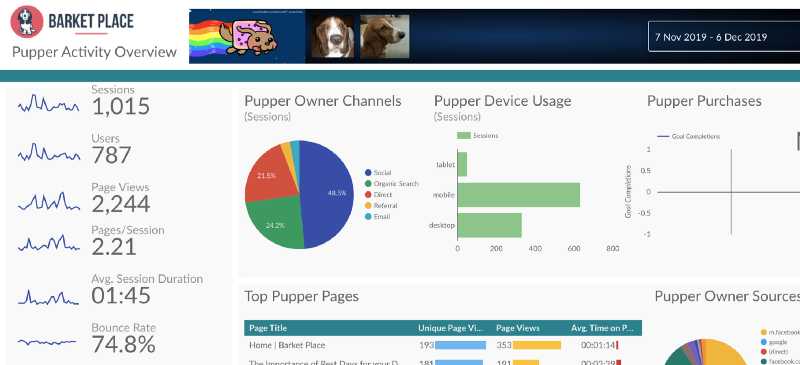 BARKET PLACE
Pupper Activity Overview
7 Nov 2019 - 6 Dec 2019
Sessions
1,015
Users
787
Page Views
2,244
Pages/Session
2.21
Avg. Session Duration
01:45
Bounce Rate
74.8%
Pupper Owner Channels
(Sessions)
48.5%
24.2%
21.5%
Social
Organic Search
Direct
Referral
Email
Pupper Device Usage
(Sessions)
Sessions
tablet
mobile
desktop
0 200 400 600 800
Pupper Purchases
Goal Completions
Goal Completions
1
0.5
0
-0.5
-1
Top Pupper Pages
Page Title Unique Page Vi... Page Views Avg. Time on P...
Home | Barket Place 193 353 00:01:14
The Importance of Rest Days for your D... 181 191 00:03:39
Pupper Owner Sources
m.facebook
google
(direct)
facebook.c